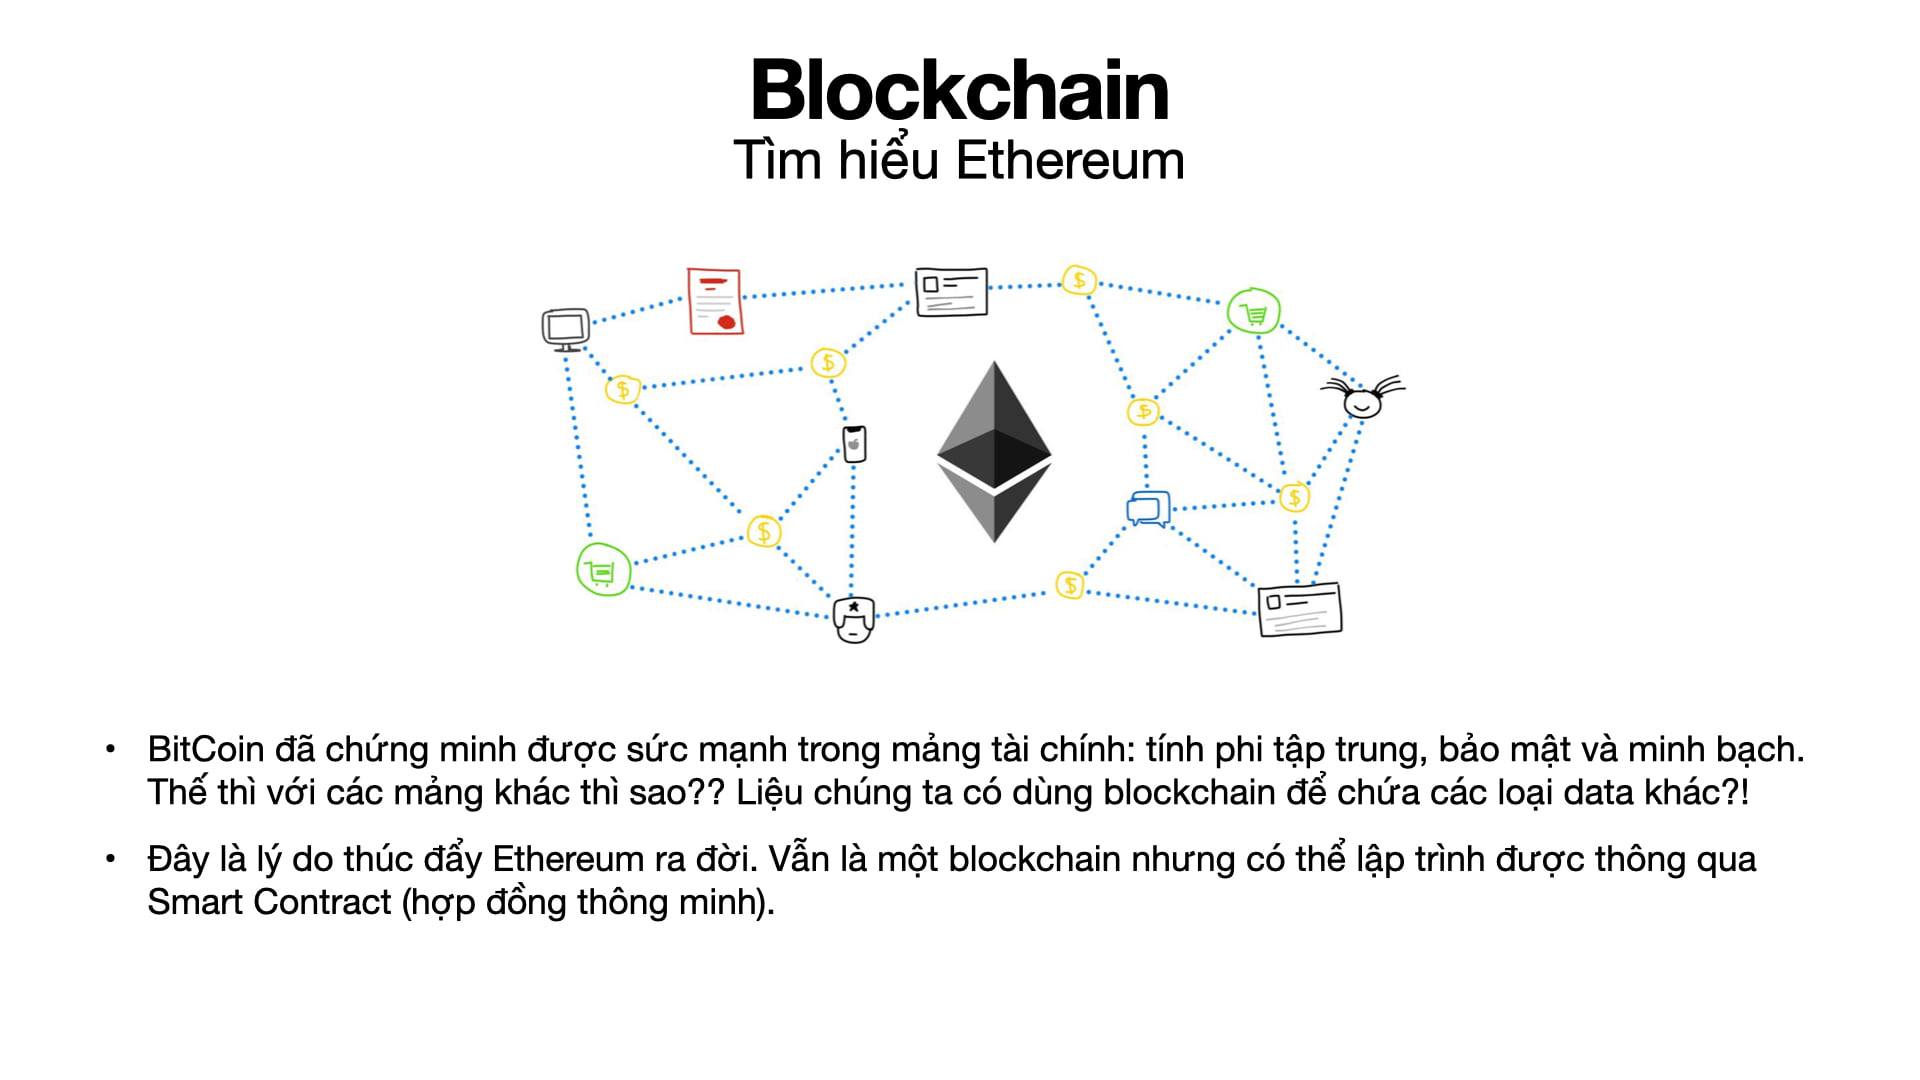 Blockchain
Tìm hiểu Ethereum
$
$
$
$
$
$
$
• BitCoin đã chứng minh được sức mạnh trong mảng tài chính: tính phi tập trung, bảo mật và minh bạch.
Thế thì với các mảng khác thì sao?? Liệu chúng ta có dùng blockchain để chứa các loại data khác?!
• Đây là lý do thúc đẩy Ethereum ra đời. Vẫn là một blockchain nhưng có thể lập trình được thông qua
Smart Contract (hợp đồng thông minh).